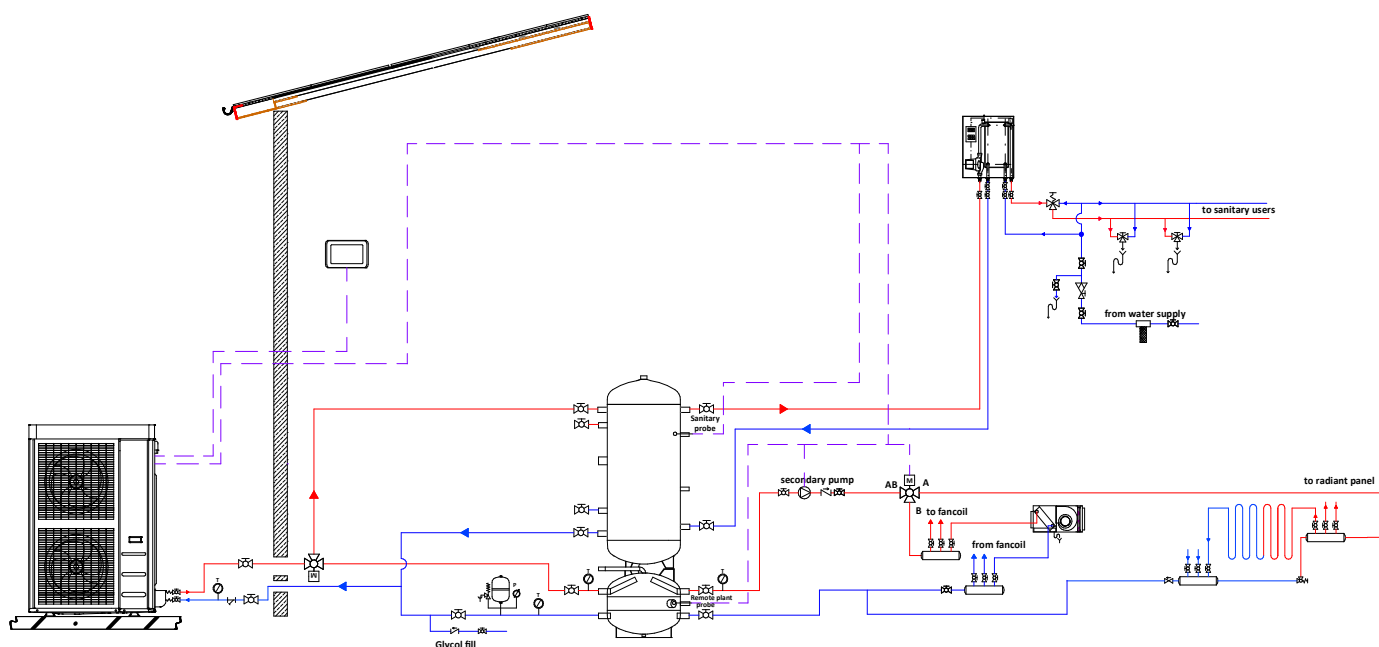 to sanitary users
from water supply
Sanitary
probe
secondary pump
M
AB
A
to radiant panel
B
to fancoil
from fancoil
M
T
T
T
P
T
Remote plant
probe
Glycol fill